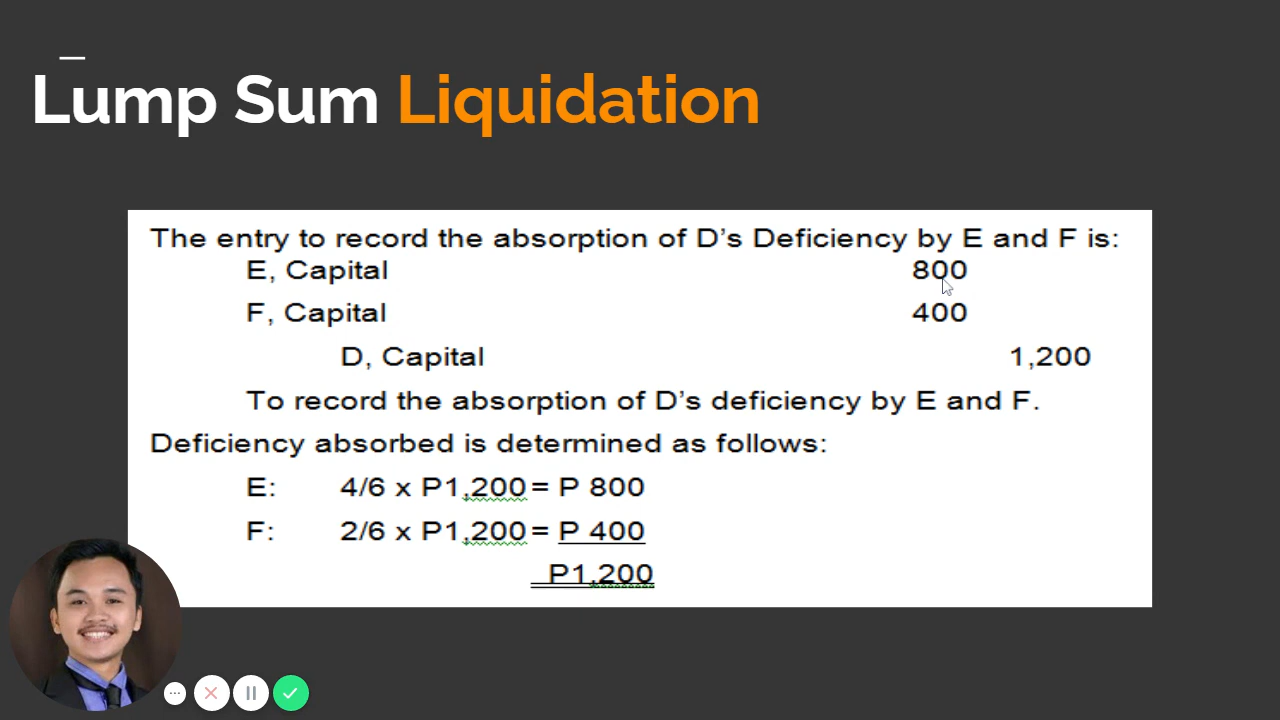 Lump Sum Liquidation
The entry to record the absorption of D's Deficiency by E and F is:
E, Capital 800
F, Capital 400
D, Capital 1,200
To record the absorption of D's deficiency by E and F.
Deficiency absorbed is determined as follows:
E: 4/6 x P1,200 = P 800
F: 2/6 x P1,200 = P 400
P1,200